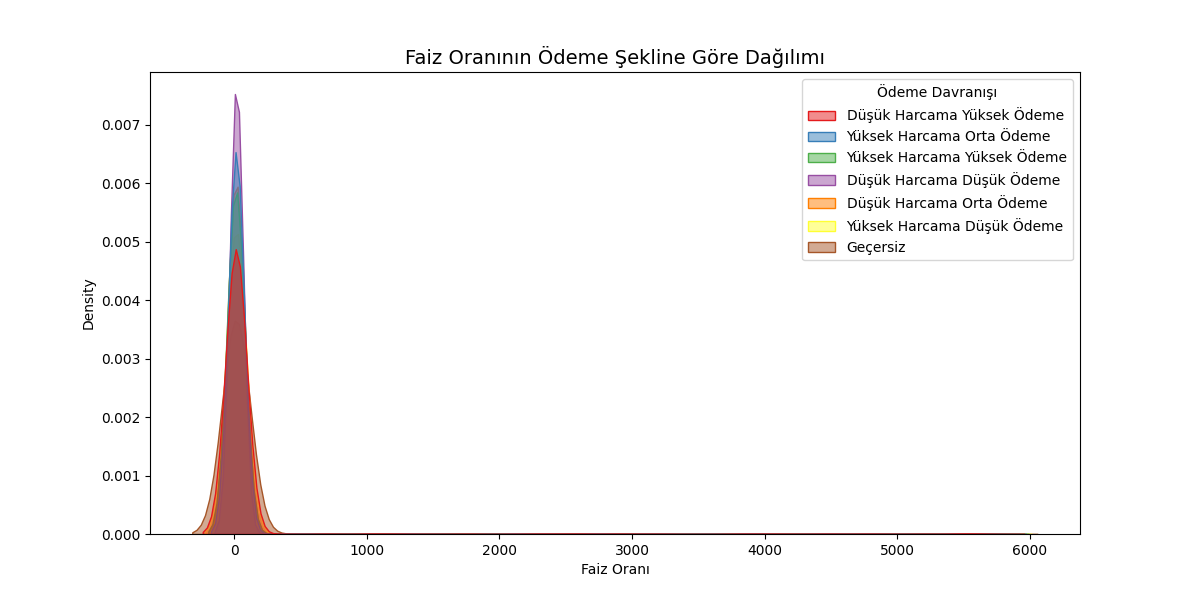 Faiz Oranının Ödeme Şekline Göre Dağılımı
Ödeme Davranışı
Düşük Harcama Yüksek Ödeme
Yüksek Harcama Orta Ödeme
Yüksek Harcama Yüksek Ödeme
Düşük Harcama Düşük Ödeme
Düşük Harcama Orta Ödeme
Yüksek Harcama Düşük Ödeme
Geçersiz
Density
0.007
0.006
0.005
0.004
0.003
0.002
0.001
0.000
0 1000 2000 3000 4000 5000 6000
Faiz Oranı